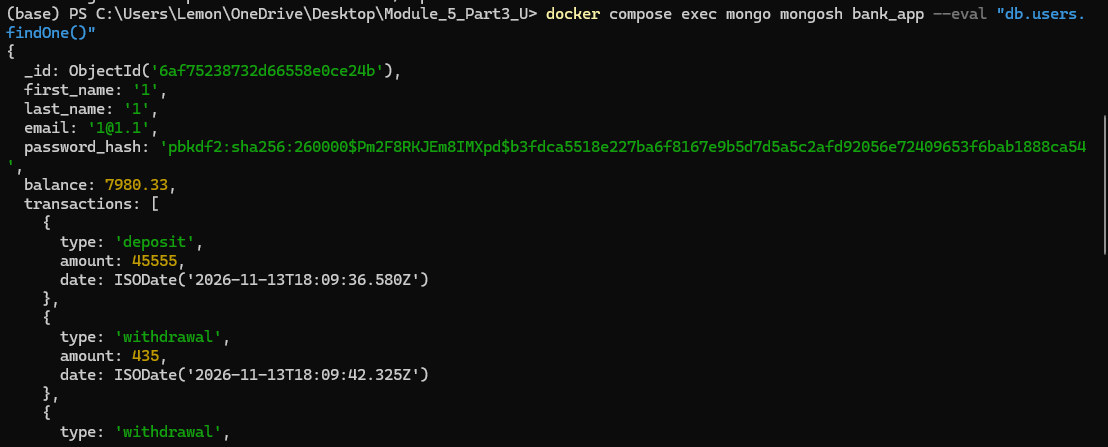 (base) PS C:\Users\Lemon\OneDrive\Desktop\Module_5_Part3_U> docker compose exec mongo mongosh bank_app --eval "db.users.
findOne()"
{
  _id: ObjectId('6af75238732d66558e0ce24b'),
  first_name: '1',
  last_name: '1',
  email: '1@1.1',
  password_hash: 'pbkdf2:sha256:260000$Pm2F8RKJEm8IMXpd$b3fdca5518e227ba6f8167e9b5d7d5a5c2afd92056e72409653f6bab1888ca54
',
  balance: 7980.33,
  transactions: [
    {
      type: 'deposit',
      amount: 45555,
      date: ISODate('2026-11-13T18:09:36.580Z')
    },
    {
      type: 'withdrawal',
      amount: 435,
      date: ISODate('2026-11-13T18:09:42.325Z')
    },
    {
      type: 'withdrawal',